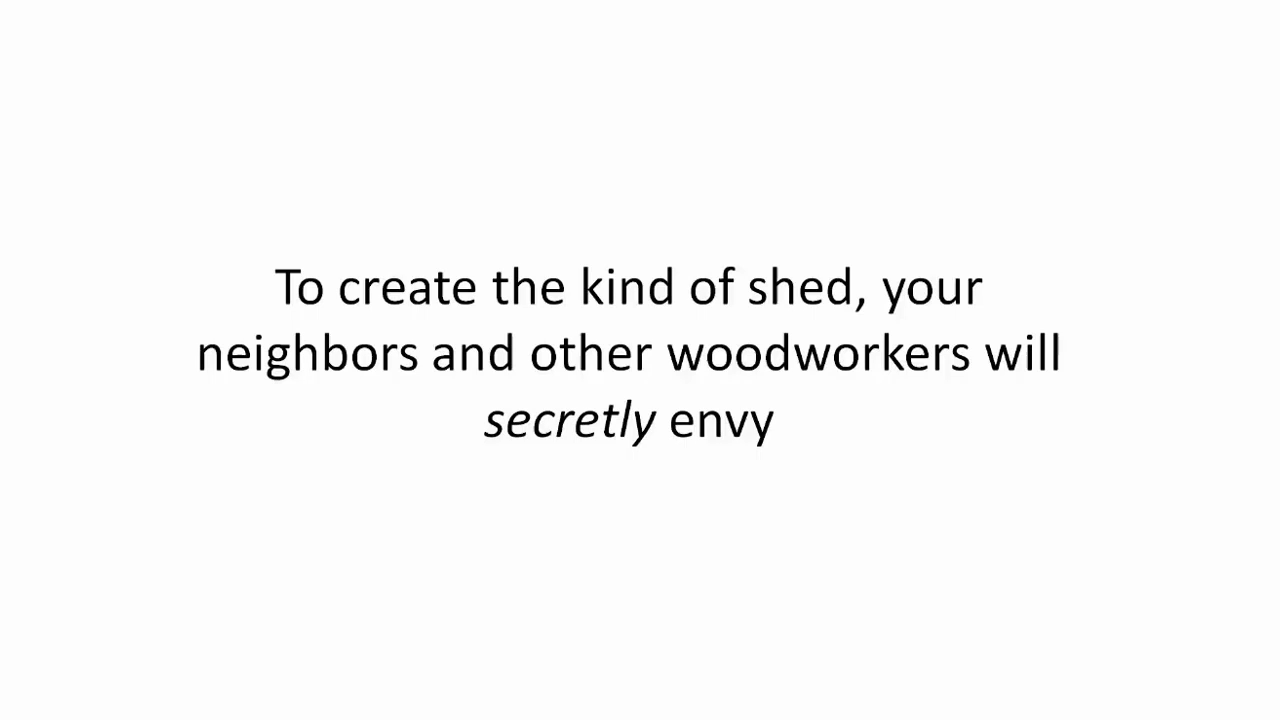 To create the kind of shed, your
neighbors and other woodworkers will
secretly envy